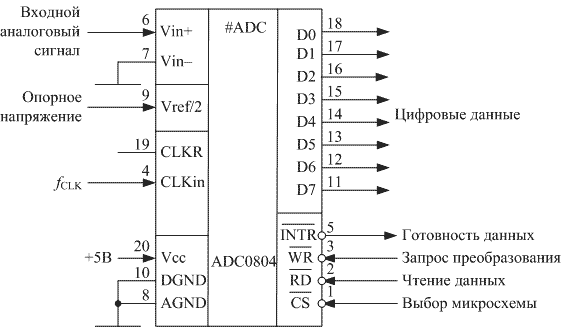 Входной
аналоговый
сигнал
6 Vin+
7 Vin–
Опорное
напряжение
9 Vref/2
19 CLKR
fCLK 4 CLKin
+5В 20 Vcc
10 DGND
8 AGND
#ADC
ADC0804
D0 18
D1 17
D2 16
D3 15
D4 14 Цифровые данные
D5 13
D6 12
D7 11
INTR 5 Готовность данных
WR 3 Запрос преобразования
RD 2 Чтение данных
CS 1 Выбор микросхемы